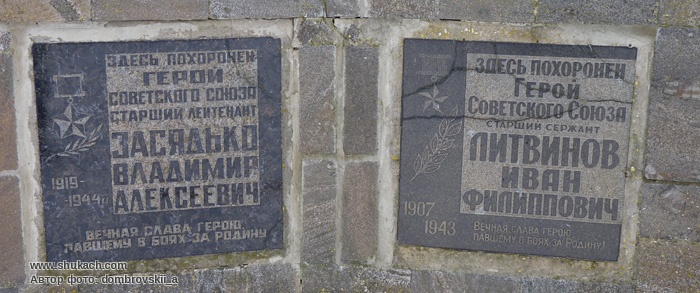 ЗДЕСЬ ПОХОРОНЕН
ГЕРОЙ
СОВЕТСКОГО СОЮЗА
СТАРШИЙ ЛЕЙТЕНАНТ
ЗАСЯДЬКО
ВЛАДИМИР
АЛЕКСЕЕВИЧ
1919-
-1944г.
ВЕЧНАЯ СЛАВА ГЕРОЮ,
ПАВШЕМУ В БОЯХ ЗА РОДИНУ
ЗДЕСЬ ПОХОРОНЕН
ГЕРОЙ
СОВЕТСКОГО СОЮЗА
СТАРШИЙ СЕРЖАНТ
ЛИТВИНОВ
ИВАН
ФИЛИППОВИЧ
1907
1943
ВЕЧНАЯ СЛАВА ГЕРОЮ,
ПАВШЕМУ В БОЯХ ЗА РОДИНУ!
www.shukach.com
Автор фото: dombrovskii_a